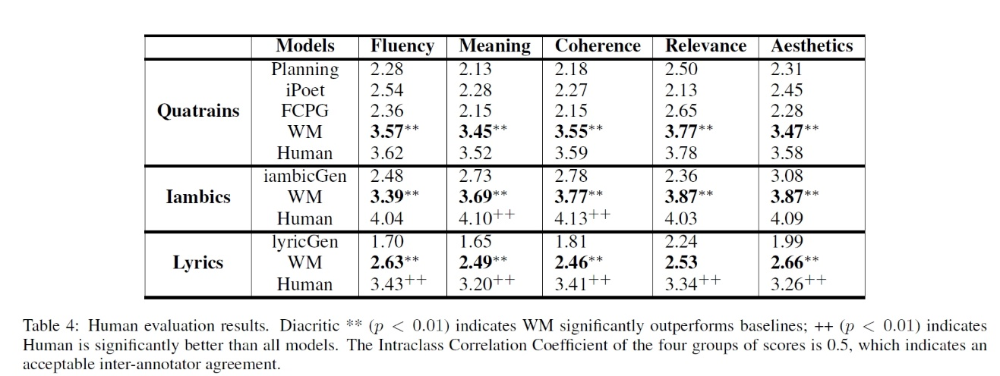 Models Fluency Meaning Coherence Relevance Aesthetics
Planning 2.28 2.13 2.18 2.50 2.31
iPoet 2.54 2.28 2.27 2.13 2.45
Quatrains FCPG 2.36 2.15 2.15 2.65 2.28
WM 3.57** 3.45** 3.55** 3.77** 3.47**
Human 3.62 3.52 3.59 3.78 3.58
iambicGen 2.48 2.73 2.78 2.36 3.08
Iambics WM 3.39** 3.69** 3.77** 3.87** 3.87**
Human 4.04 4.10++ 4.13++ 4.03 4.09
lyricGen 1.70 1.65 1.81 2.24 1.99
Lyrics WM 2.63** 2.49** 2.46** 2.53 2.66**
Human 3.43++ 3.20++ 3.41++ 3.34++ 3.26++
Table 4: Human evaluation results. Diacritic ** (p < 0.01) indicates WM significantly outperforms baselines; ++ (p < 0.01) indicates
Human is significantly better than all models. The Intraclass Correlation Coefficient of the four groups of scores is 0.5, which indicates an
acceptable inter-annotator agreement.